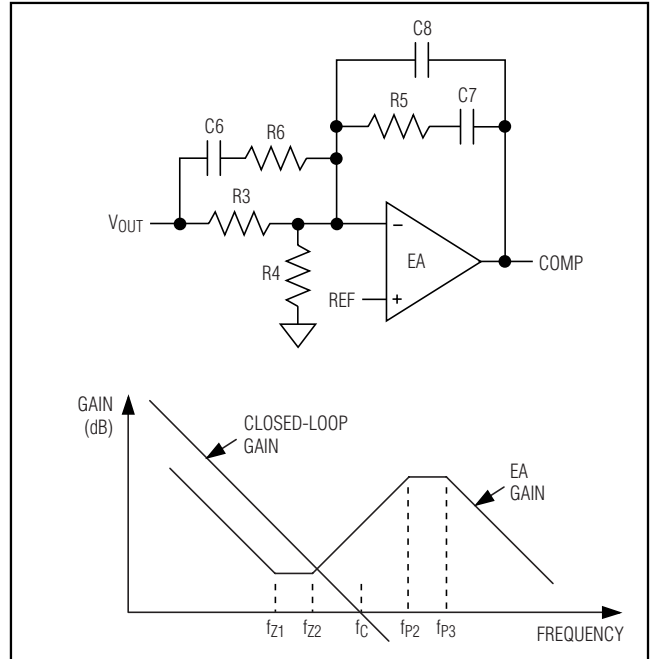 C8
R5
C7
C6
R6
R3
VOUT
R4
−
EA
COMP
REF
+
GAIN
(dB)
CLOSED-LOOP
GAIN
EA
GAIN
fZ1
fZ2
fC
fP2
fP3
FREQUENCY